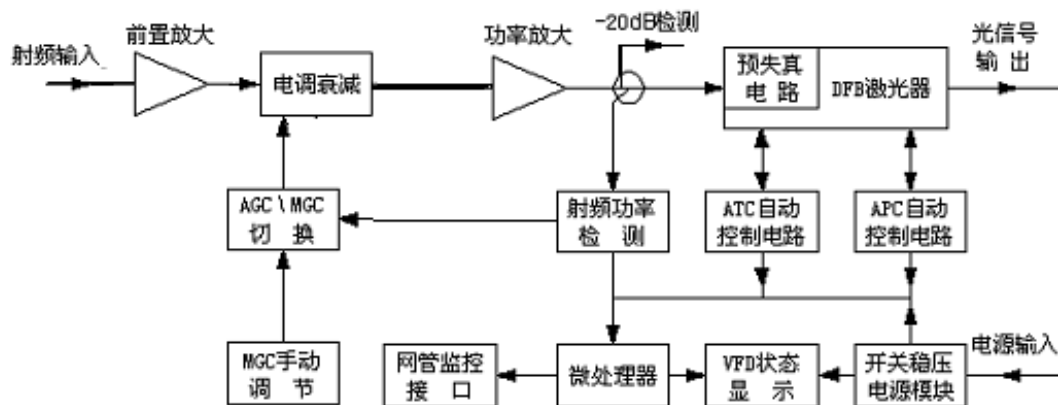 前置放大
功率放大
-20dB检测
光信号
输出
射频输入
电调衰减
预失真
电路
DFB激光器
AGC\MGC
切换
射频功率
检测
ATC自动
控制电路
APC自动
控制电路
MGC手动
调节
网管监控
接口
微处理器
VFD状态
显示
开关稳压
电源模块
电源输入